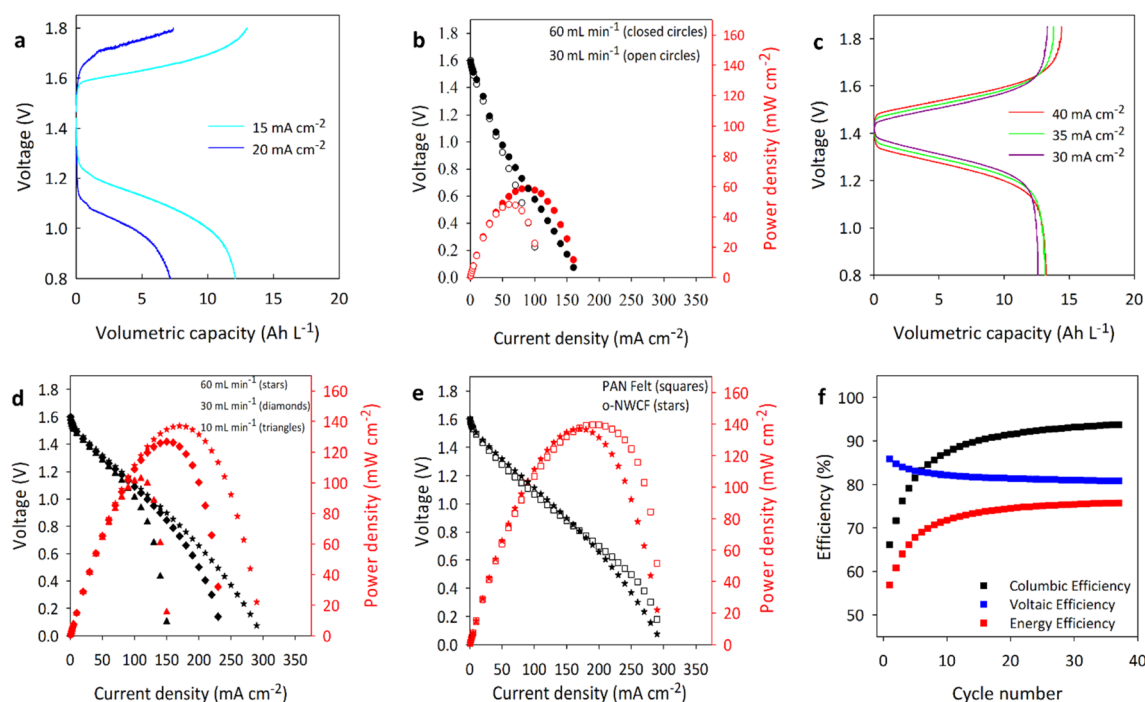 a
1.8
1.6
1.4
1.2
1.0
0.8
Voltage (V)
15 mA cm⁻²
20 mA cm⁻²
0 5 10 15 20
Volumetric capacity (Ah L⁻¹)
b
60 mL min⁻¹ (closed circles)
30 mL min⁻¹ (open circles)
1.8
1.6
1.4
1.2
1.0
0.8
0.6
0.4
0.2
0.0
Voltage (V)
160
140
120
100
80
60
40
20
0
Power density (mW cm⁻²)
0 50 100 150 200 250 300 350
Current density (mA cm⁻²)
c
1.8
1.6
1.4
1.2
1.0
0.8
Voltage (V)
40 mA cm⁻²
35 mA cm⁻²
30 mA cm⁻²
0 5 10 15 20
Volumetric capacity (Ah L⁻¹)
d
60 mL min⁻¹ (stars)
30 mL min⁻¹ (diamonds)
10 mL min⁻¹ (triangles)
1.8
1.6
1.4
1.2
1.0
0.8
0.6
0.4
0.2
0.0
Voltage (V)
160
140
120
100
80
60
40
20
0
Power density (mW cm⁻²)
0 50 100 150 200 250 300 350
Current density (mA cm⁻²)
e
PAN Felt (squares)
o-NWCF (stars)
1.8
1.6
1.4
1.2
1.0
0.8
0.6
0.4
0.2
0.0
Voltage (V)
160
140
120
100
80
60
40
20
0
Power density (mW cm⁻²)
0 50 100 150 200 250 300 350
Current density (mA cm⁻²)
f
100
90
80
70
60
50
Efficiency (%)
Columbic Efficiency
Voltaic Efficiency
Energy Efficiency
0 10 20 30 40
Cycle number